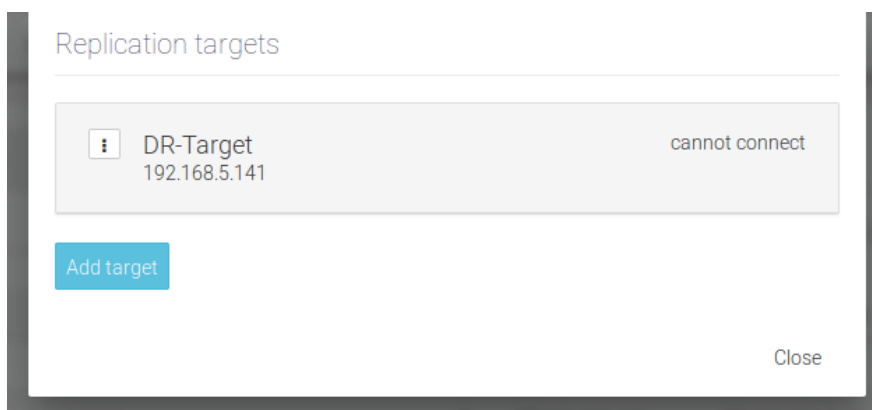 Replication targets
DR-Target
cannot connect
192.168.5.141
Add target
Close